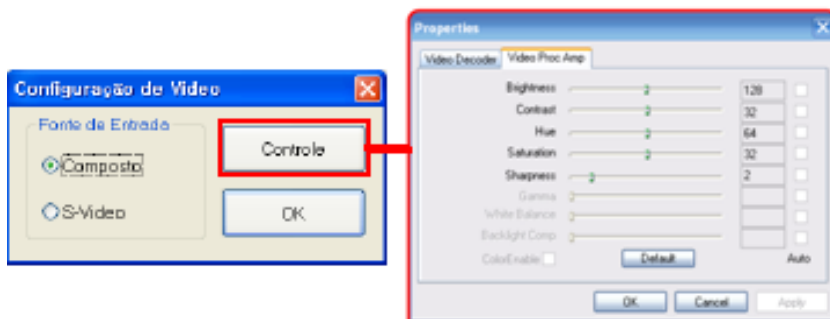 Configuração de Video
Fonte de Entrada
Composto
S-Video
Controle
OK
Properties
Video Decoder
Video Proc Amp
Brightness 128
Contrast 32
Hue 64
Saturation 32
Sharpness 2
Gamma
White Balance
Backlight Comp
ColorEnable
Default
Auto
OK
Cancel
Apply